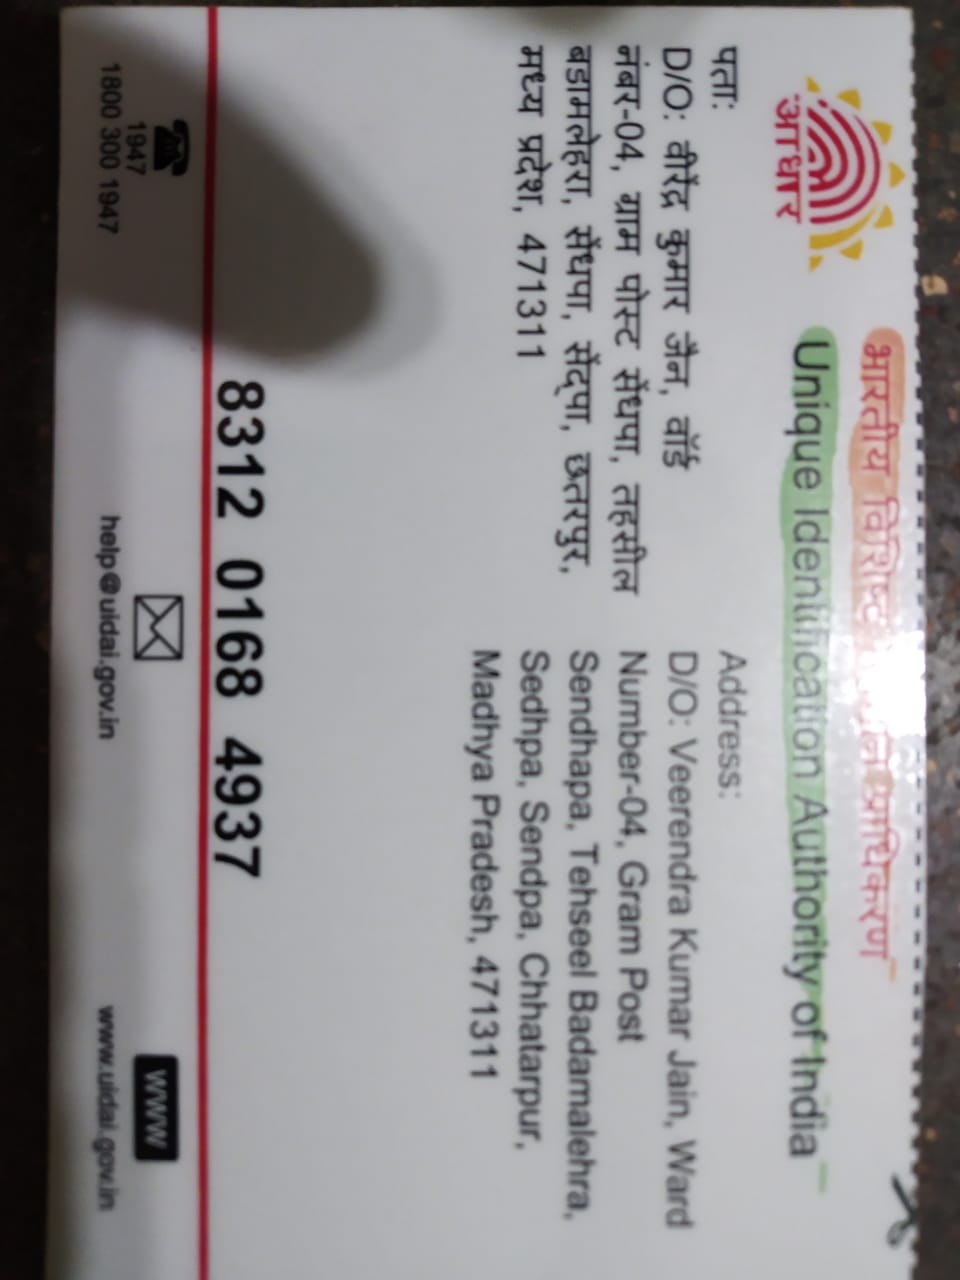 भारतीय विशिष्ट प्राधिकरण
Unique Identification Authority of India
आधार
पता:
D/O: वीरेंद्र कुमार जैन, वॉर्ड
नंबर-04, ग्राम पोस्ट सेंधपा, तहसील
बडामलेहरा, सेंधपा, सेंद्पा, छतरपुर,
मध्य प्रदेश, 471311
Address:
D/O: Veerendra Kumar Jain, Ward
Number-04, Gram Post
Sendhapa, Tehseel Badamalehra,
Sedhpa, Sendpa, Chhatarpur,
Madhya Pradesh, 471311
8312 0168 4937
1947
1800 300 1947
help@uidai.gov.in
www
www.uidai.gov.in